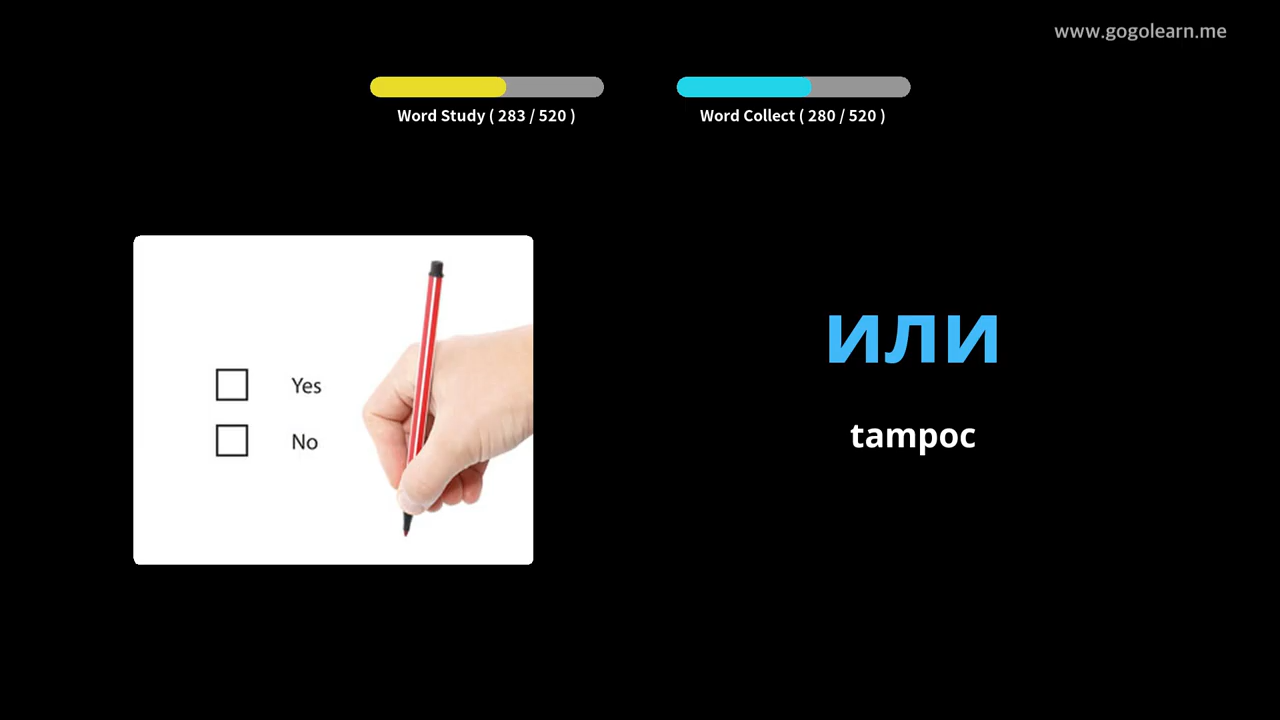 www.gogolearn.me
Word Study ( 283 / 520 )
Word Collect ( 280 / 520 )
Yes
No
или
tampoc